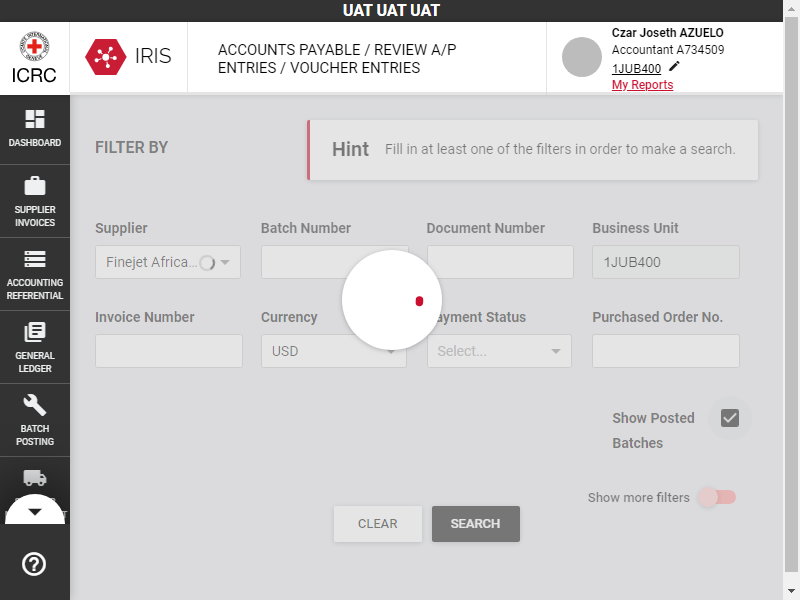 UAT UAT UAT
ICRC
IRIS
ACCOUNTS PAYABLE / REVIEW A/P
ENTRIES / VOUCHER ENTRIES
Czar Joseth AZUELO
Accountant A734509
1JUB400
My Reports
DASHBOARD
SUPPLIER
INVOICES
ACCOUNTING
REFERENTIAL
GENERAL
LEDGER
BATCH
POSTING
FILTER BY
Hint Fill in at least one of the filters in order to make a search.
Supplier Batch Number Document Number Business Unit
Finejet Africa... 1JUB400
Invoice Number Currency ayment Status Purchased Order No.
USD Select...
Show Posted
Batches
Show more filters
CLEAR SEARCH